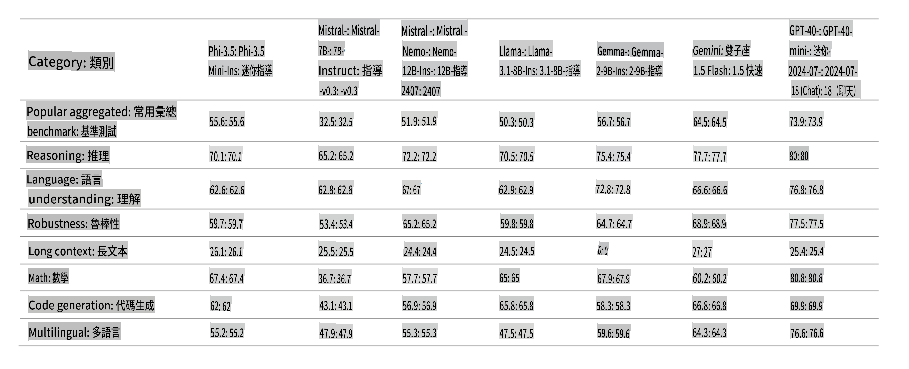 Category: 類別
Phi-3.5: Phi-3.5
Mini-Ins: 迷你指導
Mistral-: Mistral-
7B-: 7B-
Instruct: 指導
-v0.3: -v0.3
Mistral-: Mistral-
Nemo-: Nemo-
12B-Ins-: 12B-指導
2407: 2407
Llama-: Llama-
3.1-8B-Ins: 3.1-8B-指導
Gemma-: Gemma-
2-9B-Ins: 2-9B-指導
Gemini: 雙子座
1.5 Flash: 1.5 快速
GPT-4O-: GPT-4O-
mini-: 迷你-
2024-07-: 2024-07-
18 (Chat): 18
Popular aggregated: 常用彙總
benchmark: 基準測試
55.6: 55.6 32.5: 32.5 51.9: 51.9 50.3: 50.3 56.7: 56.7 64.5: 64.5 73.9: 73.9
Reasoning: 推理 70.1: 70.1 65.2: 65.2 72.2: 72.2 70.5: 70.5 75.4: 75.4 77.7: 77.7 80: 80
Language: 語言
understanding: 理解
62.6: 62.6 62.8: 62.8 67: 67 62.9: 62.9 72.8: 72.8 66.6: 66.6 76.8: 76.8
Robustness: 魯棒性 59.7: 59.7 53.4: 53.4 65.2: 65.2 59.8: 59.8 64.7: 64.7 68.9: 68.9 77.5: 77.5
Long context: 長文本 26.1: 26.1 25.5: 25.5 24.4: 24.4 24.5: 24.5 27: 27 25.4: 25.4
Math: 數學 67.4: 67.4 36.7: 36.7 57.7: 57.7 65: 65 67.9: 67.9 60.2: 60.2 80.8: 80.8
Code generation: 代碼生成 62: 62 43.1: 43.1 56.9: 56.9 65.8: 65.8 58.3: 58.3 66.8: 66.8 69.9: 69.9
Multilingual: 多語言 55.2: 55.2 47.9: 47.9 55.3: 55.3 47.5: 47.5 59.6: 59.6 64.3: 64.3 76.6: 76.6